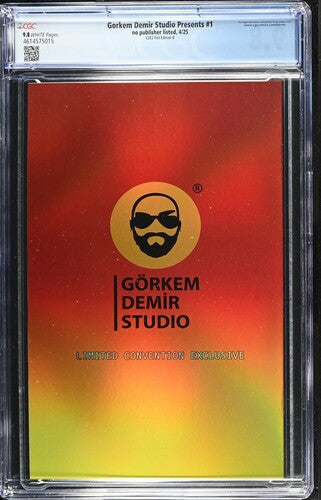 CGC
Gorkem Demir Studio Presents #1
9.8 WHITE Pages
no publisher listed, 4/25
4614575015
®
GÖRKEM
DEMİR
STUDIO
LIMITED CONVENTION EXCLUSIVE